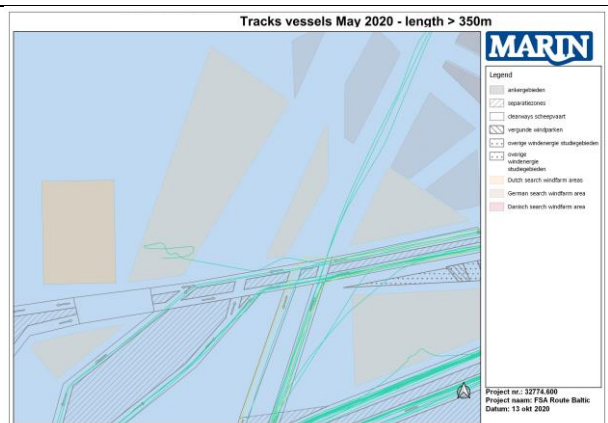 Tracks vessels May 2020 - length > 350m
MARIN
Legend
ankergebieden
separatiezones
clearways scheepvaart
vergunde windparken
overige windenergie studiegebieden
overige
windenergie
studiegebieden
Dutch search windfarm areas
German search windfarm area
Danisch search windfarm area
Project nr.: 32774.600
Project naam: FSA Route Baltic
Datum: 13 okt 2020